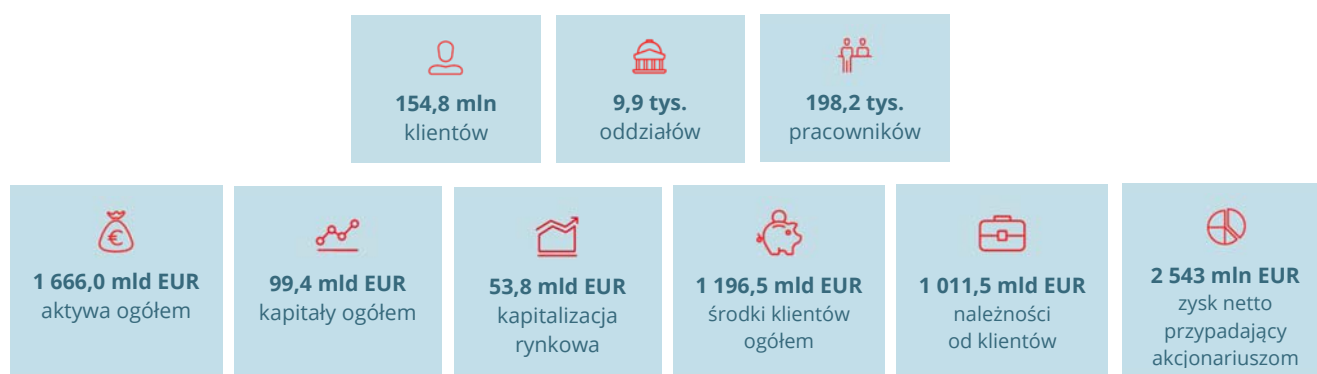 154,8 mln
klientów
9,9 tys.
oddziałów
198,2 tys.
pracowników
1 666,0 mld EUR
aktywa ogółem
99,4 mld EUR
kapitały ogółem
53,8 mld EUR
kapitalizacja
rynkowa
1 196,5 mld EUR
środki klientów
ogółem
1 011,5 mld EUR
należności
od klientów
2 543 mln EUR
zysk netto
przypadający
akcjonariuszom